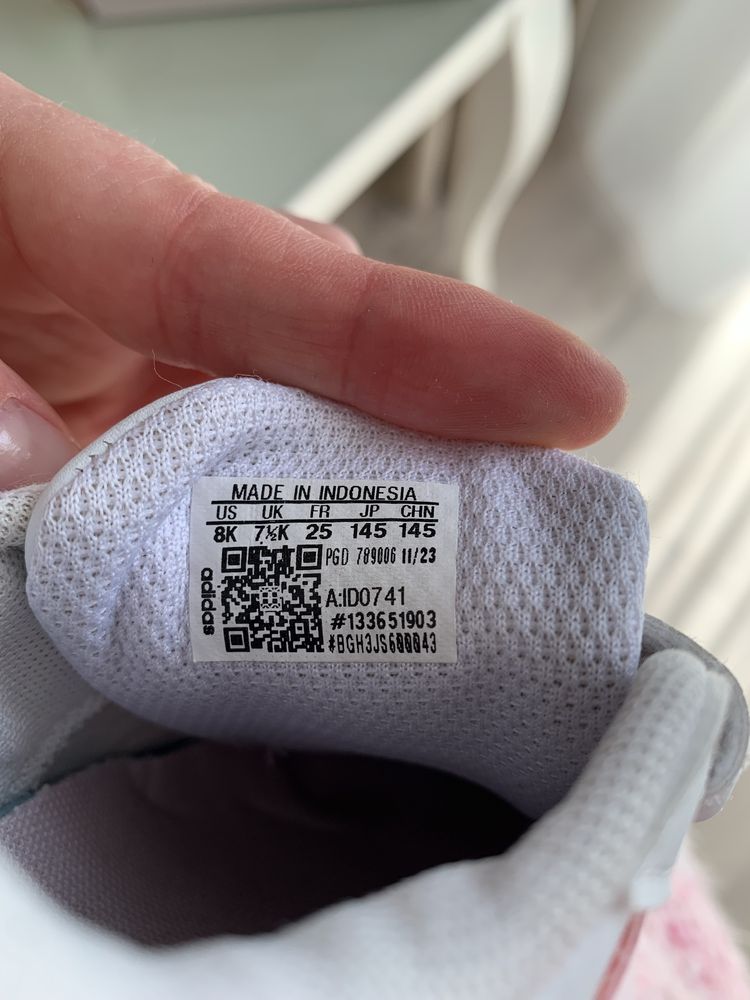 MADE IN INDONESIA
US UK FR JP CHN
8K 7½K 25 145 145
PGD 789006 11/23
A:ID0741
#133651903
#BGH3JS600043
adidas